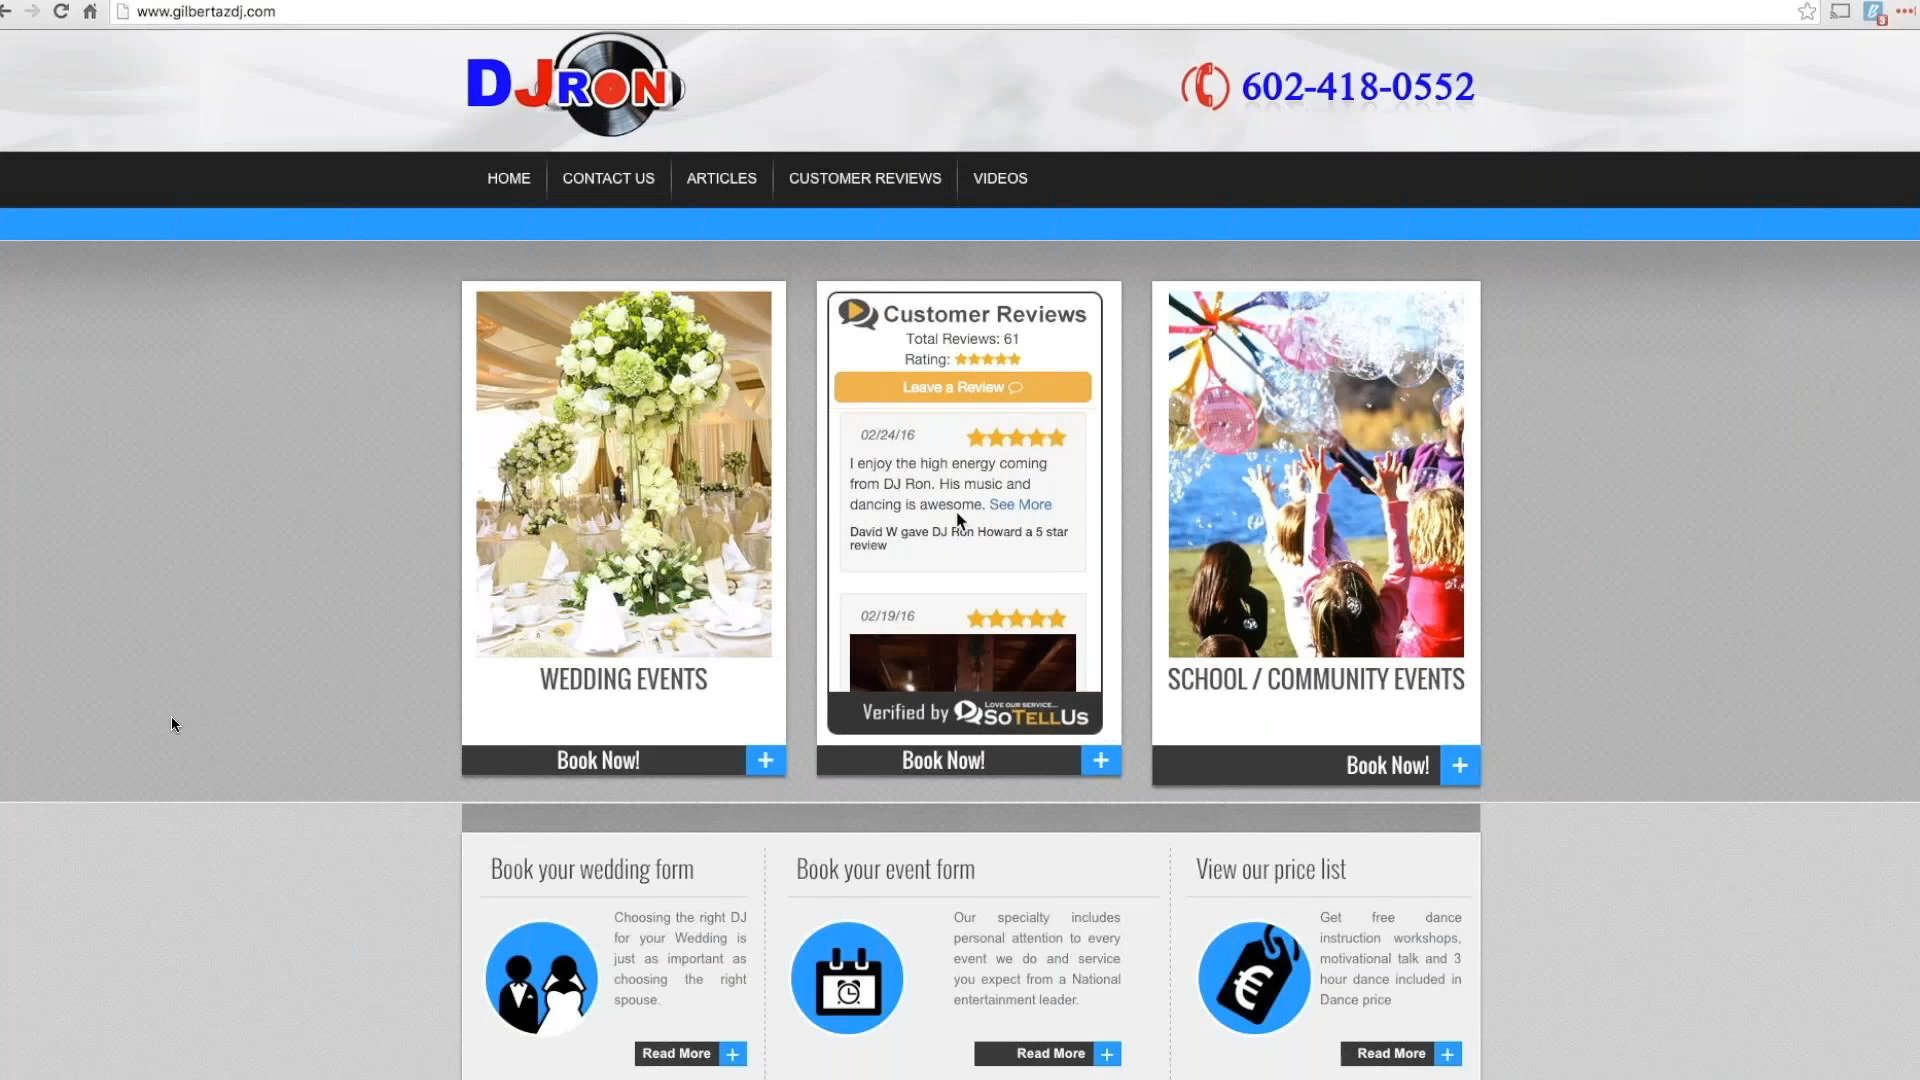 www.gilbertazdj.com
DJRON
602-418-0552
HOME
CONTACT US
ARTICLES
CUSTOMER REVIEWS
VIDEOS
WEDDING EVENTS
Book Now!
Customer Reviews
Total Reviews: 61
Rating:
Leave a Review
02/24/16
I enjoy the high energy coming
from DJ Ron. His music and
dancing is awesome. See More
David W gave DJ Ron Howard a 5 star
review
02/19/16
Verified by
LOVE OUR SERVICE...
SOTELLUS
Book Now!
SCHOOL / COMMUNITY EVENTS
Book Now!
Book your wedding form
Choosing the right DJ
for your Wedding is
just as important as
choosing the right
spouse.
Read More
Book your event form
Our specialty includes
personal attention to every
event we do and service
you expect from a National
entertainment leader.
Read More
View our price list
€
Get free dance
instruction workshops,
motivational talk and 3
hour dance included in
Dance price
Read More